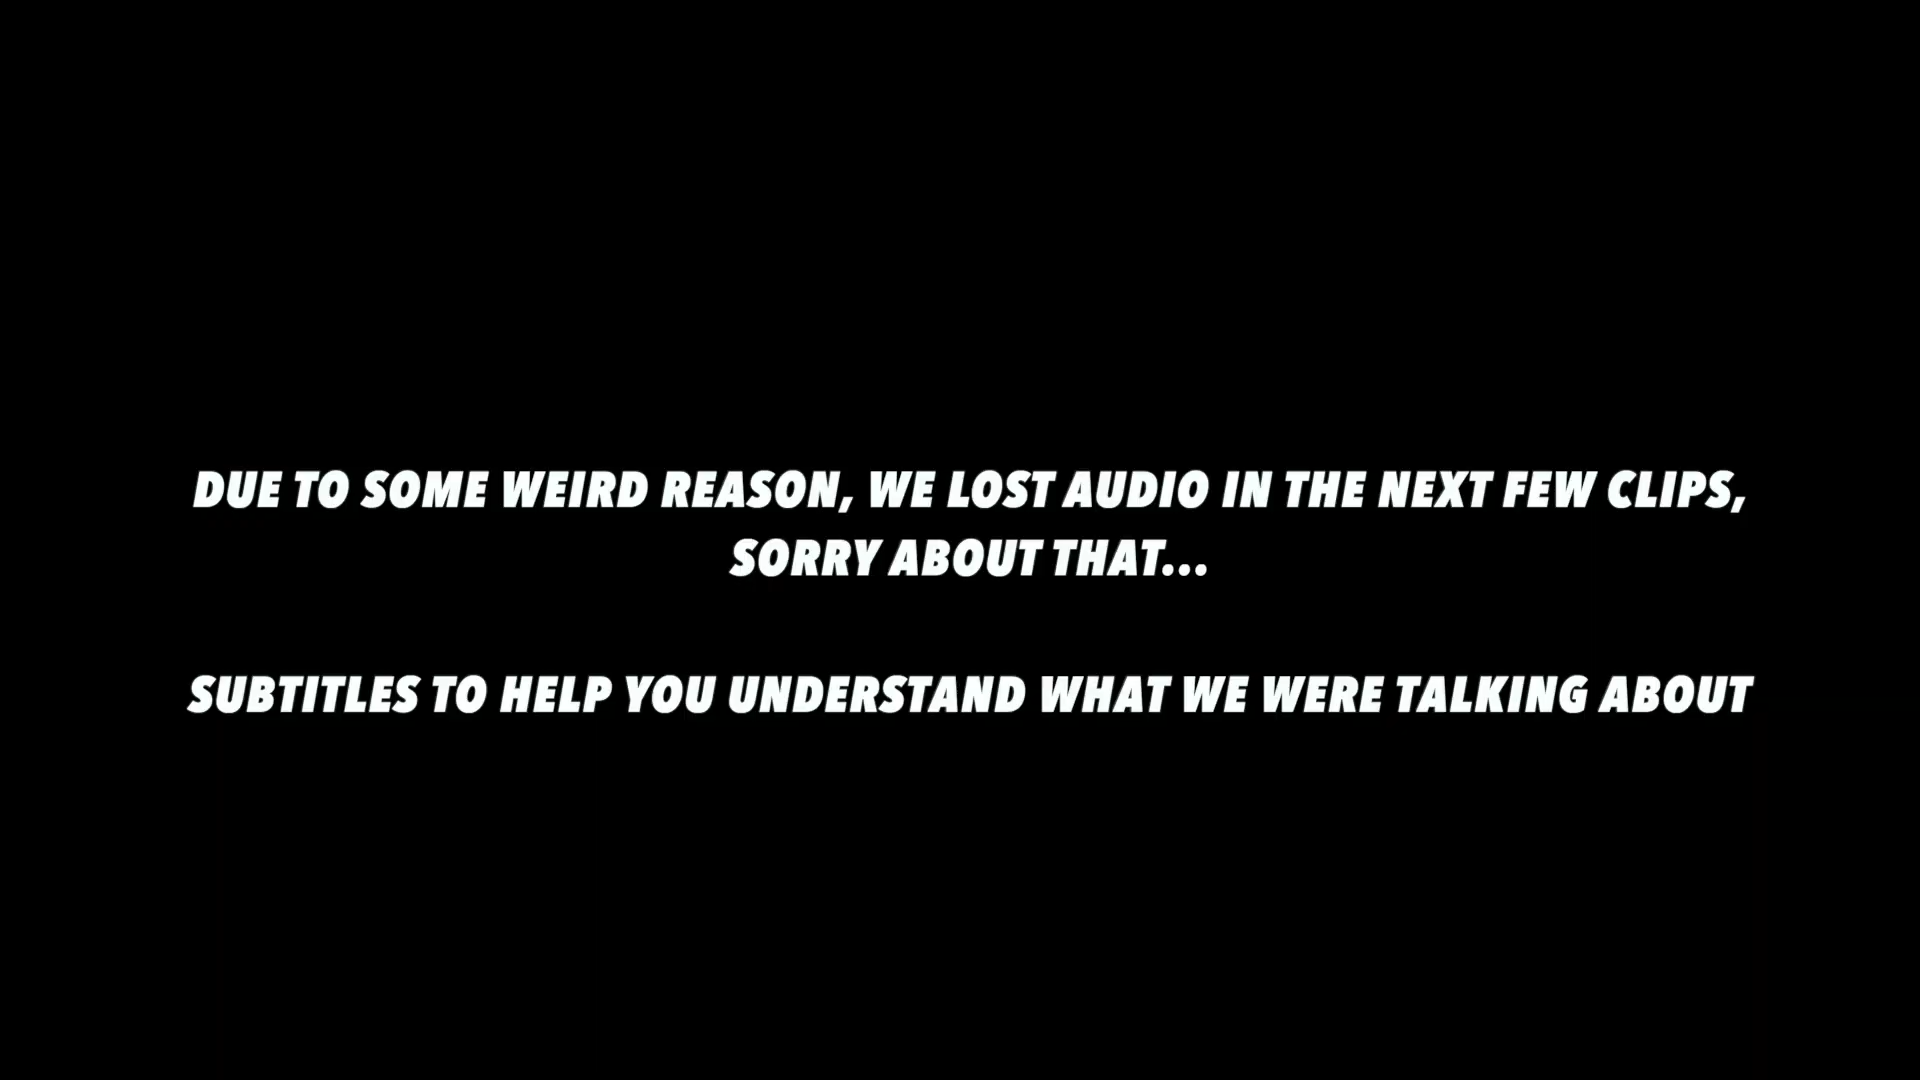 DUE TO SOME WEIRD REASON, WE LOST AUDIO IN THE NEXT FEW CLIPS,
SORRY ABOUT THAT...
SUBTITLES TO HELP YOU UNDERSTAND WHAT WE WERE TALKING ABOUT